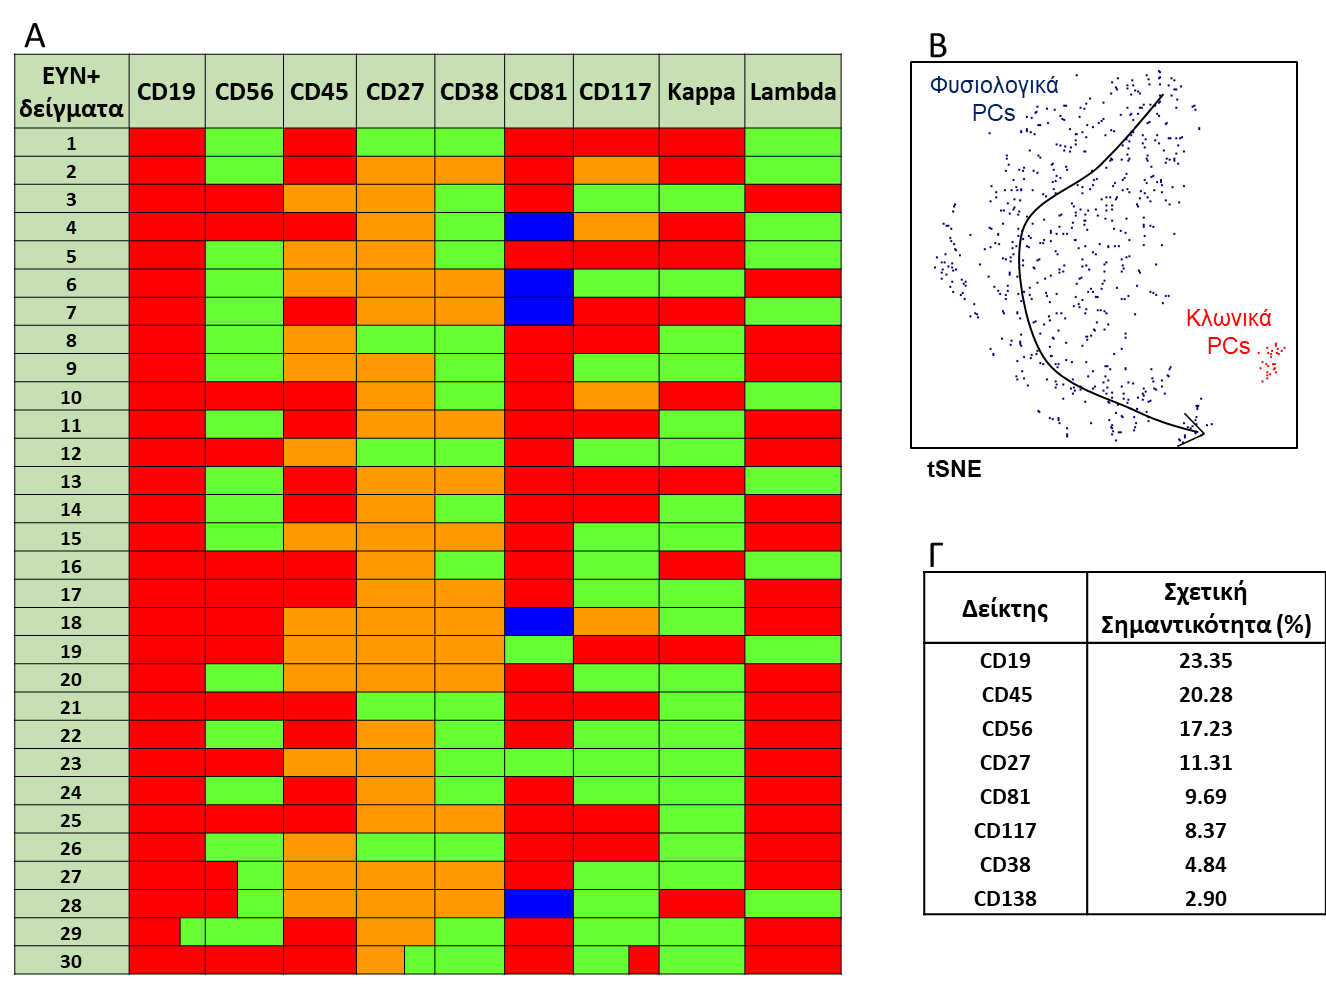 Α
ΕΥΝ+
δείγματα
CD19 CD56 CD45 CD27 CD38 CD81 CD117 Kappa Lambda
1
2
3
4
5
6
7
8
9
10
11
12
13
14
15
16
17
18
19
20
21
22
23
24
25
26
27
28
29
30
Β
Φυσιολογικά
PCs
Κλωνικά
PCs
tSNE
Γ
Δείκτης
Σχετική
Σημαντικότητα (%)
CD19 23.35
CD45 20.28
CD56 17.23
CD27 11.31
CD81 9.69
CD117 8.37
CD38 4.84
CD138 2.90